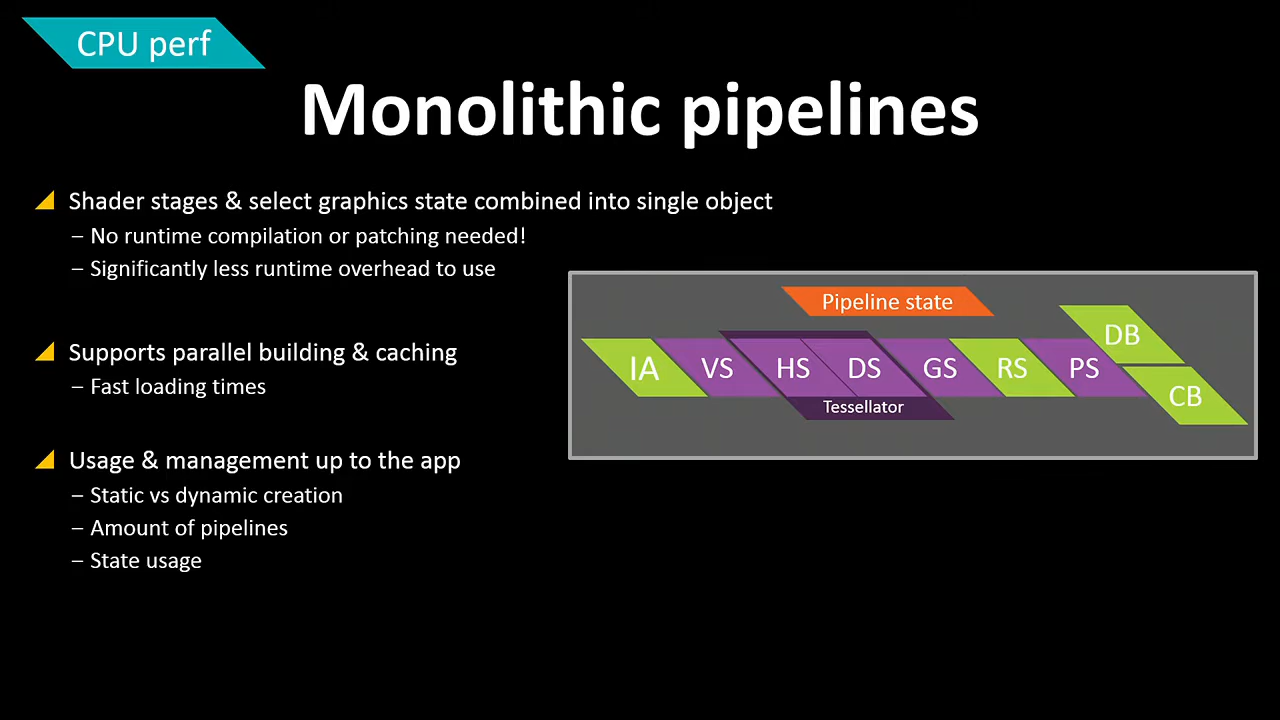 CPU perf
Monolithic pipelines
Shader stages & select graphics state combined into single object
– No runtime compilation or patching needed!
– Significantly less runtime overhead to use
Supports parallel building & caching
– Fast loading times
Usage & management up to the app
– Static vs dynamic creation
– Amount of pipelines
– State usage
Pipeline state
IA VS HS DS GS RS PS DB CB
Tessellator